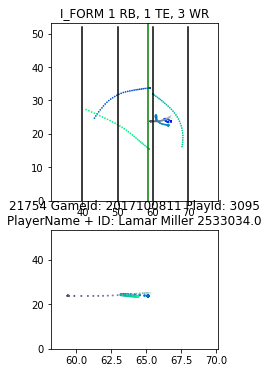 I_FORM 1 RB, 1 TE, 3 WR
50
40
30
20
10
0
40 50 60 70
21754 GameId: 2017100811 PlayId: 3095
PlayerName + ID: Lamar Miller 2533034.0
40
20
0
60.0 62.5 65.0 67.5 70.0